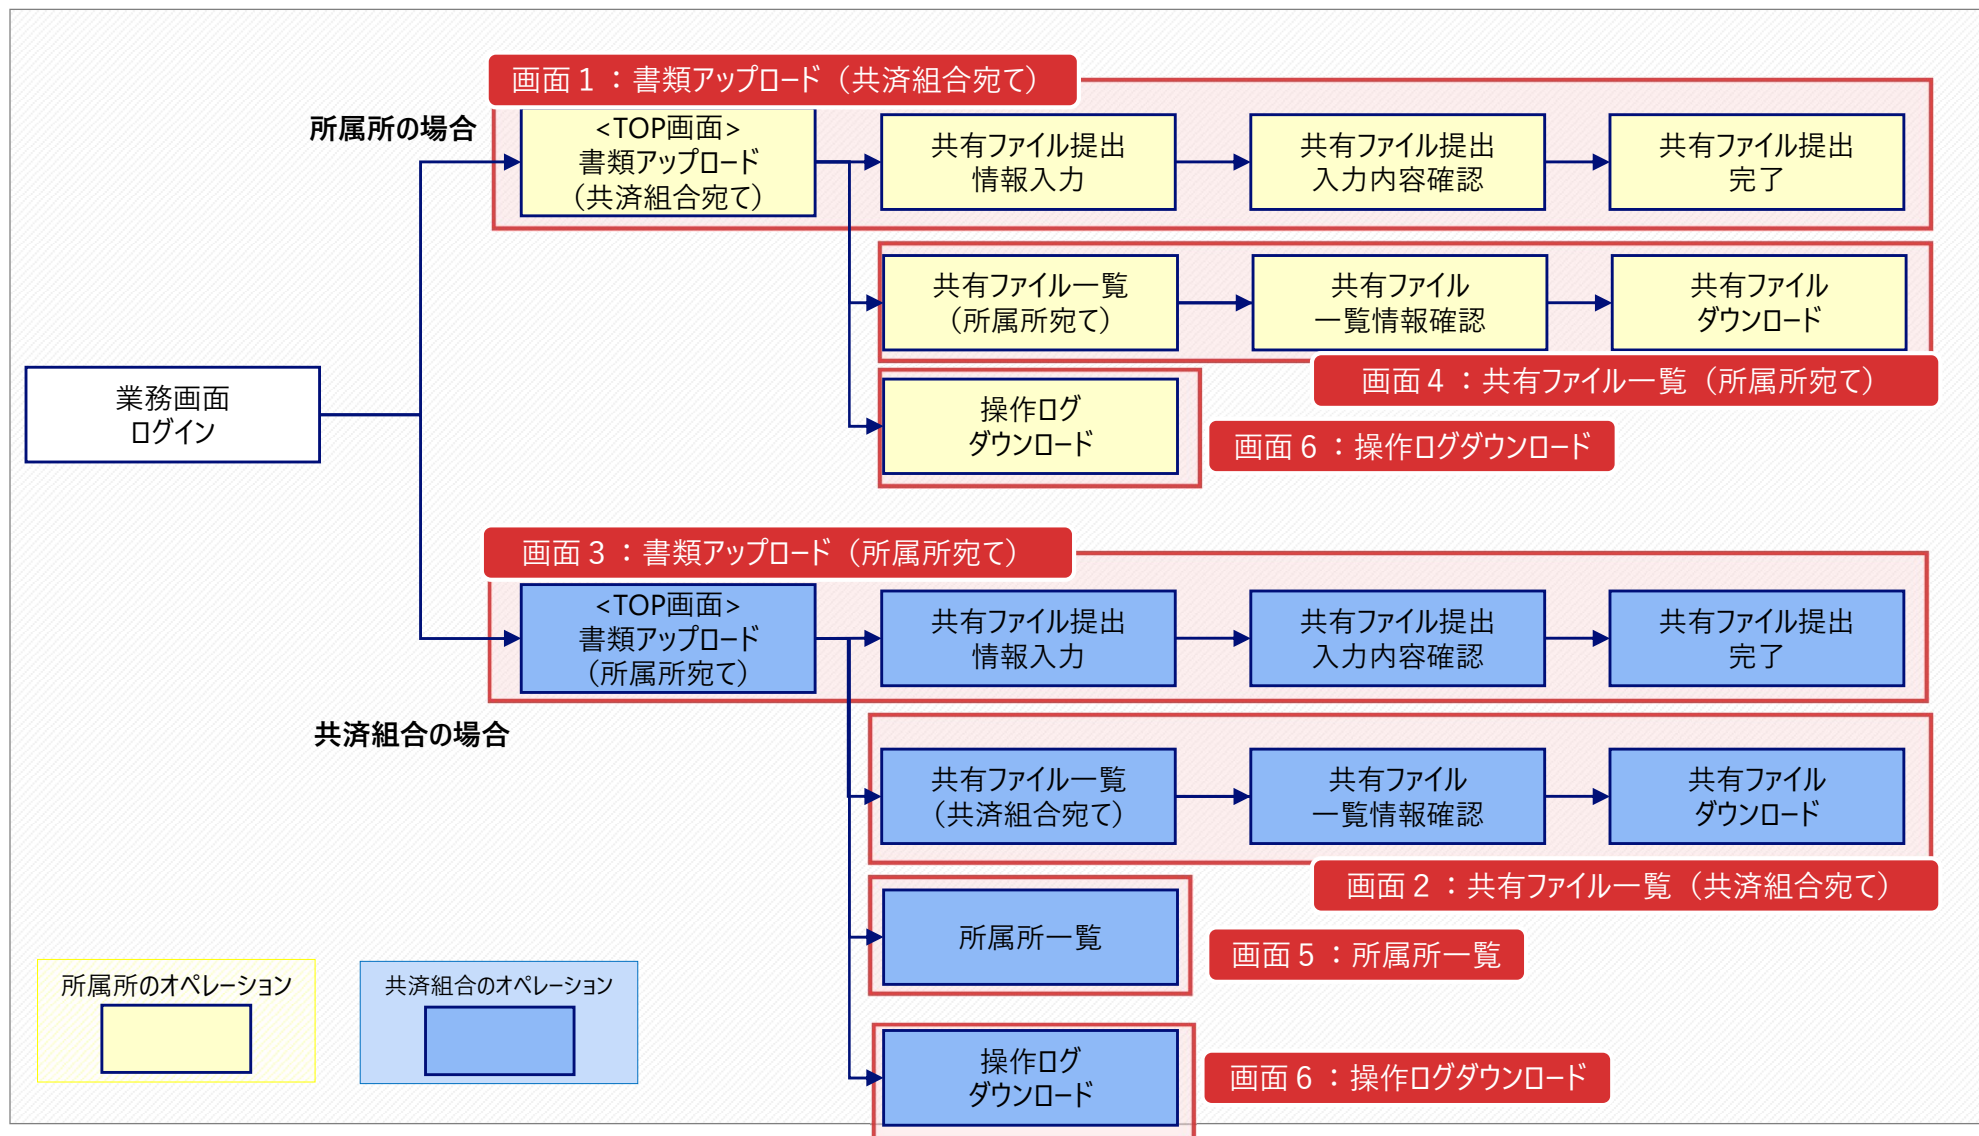 画面１：書類アップロード（共済組合宛て）
所属所の場合
<TOP画面>
書類アップロード
（共済組合宛て）
共有ファイル提出
情報入力
共有ファイル提出
入力内容確認
共有ファイル提出
完了
共有ファイル一覧
（所属所宛て）
共有ファイル
一覧情報確認
共有ファイル
ダウンロード
画面４：共有ファイル一覧（所属所宛て）
業務画面
ログイン
操作ログ
ダウンロード
画面６：操作ログダウンロード
画面３：書類アップロード（所属所宛て）
<TOP画面>
書類アップロード
（所属所宛て）
共有ファイル提出
情報入力
共有ファイル提出
入力内容確認
共有ファイル提出
完了
共済組合の場合
共有ファイル一覧
（共済組合宛て）
共有ファイル
一覧情報確認
共有ファイル
ダウンロード
画面２：共有ファイル一覧（共済組合宛て）
所属所一覧
画面５：所属所一覧
所属所のオペレーション
共済組合のオペレーション
操作ログ
ダウンロード
画面６：操作ログダウンロード